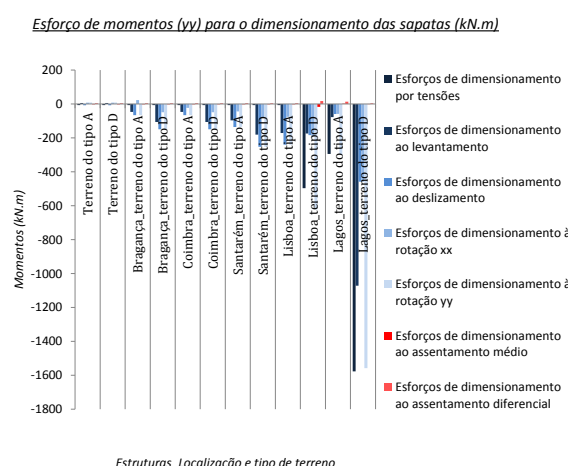 Esforço de momentos (yy) para o dimensionamento das sapatas (kN.m)
Momentos (kN.m)
200
0
-200
-400
-600
-800
-1000
-1200
-1400
-1600
-1800
Terreno do tipo A
Terreno do tipo D
Bragança_terreno do tipo A
Bragança_terreno do tipo D
Coimbra_terreno do tipo A
Coimbra_terreno do tipo D
Santarém_terreno do tipo A
Santarém_terreno do tipo D
Lisboa_terreno do tipo A
Lisboa_terreno do tipo D
Lagos_terreno do tipo A
Lagos_terreno do tipo D
Esforços de dimensionamento
por tensões
Esforços de dimensionamento
ao levantamento
Esforços de dimensionamento
ao deslizamento
Esforços de dimensionamento à
rotação xx
Esforços de dimensionamento à
rotação yy
Esforços de dimensionamento
ao assentamento médio
Esforços de dimensionamento
ao assentamento diferencial
Estruturas_Localização e tipo de terreno